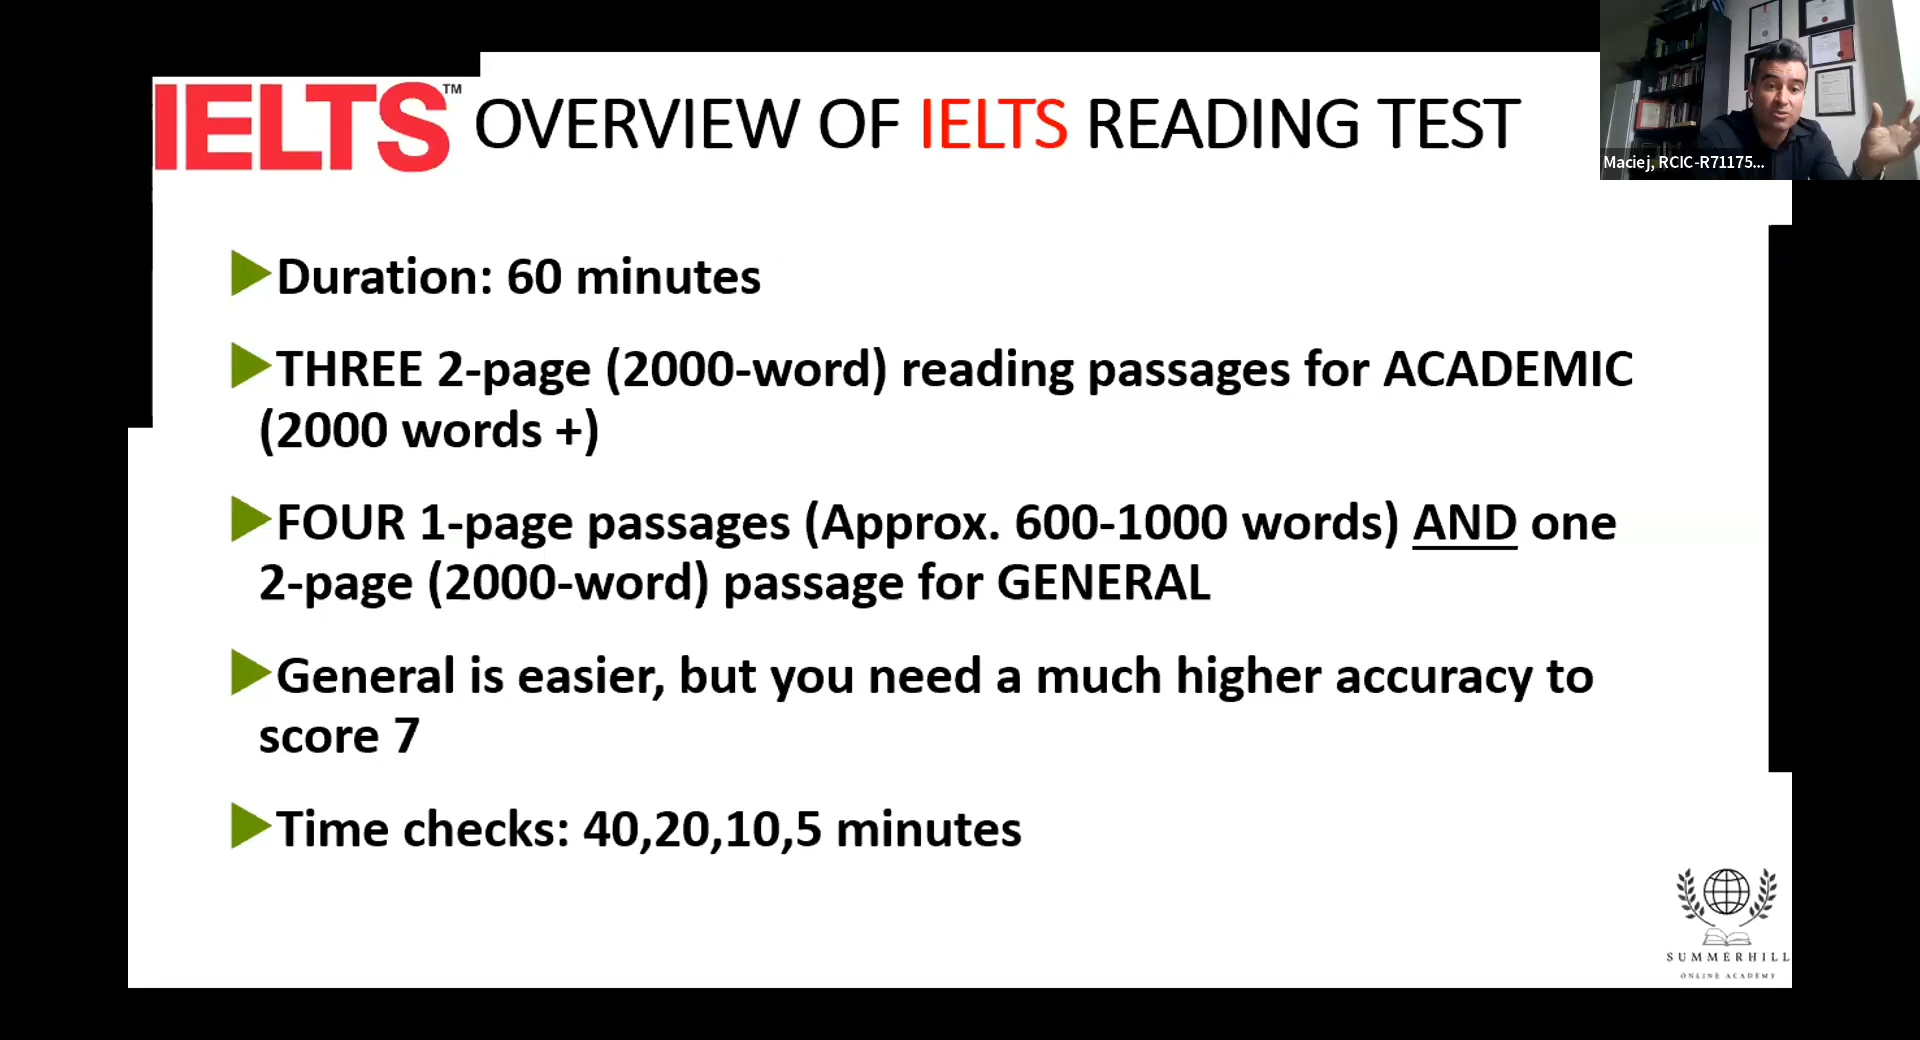 IELTS™ OVERVIEW OF IELTS READING TEST
Maciej, RCIC-R71175...
Duration: 60 minutes
THREE 2-page (2000-word) reading passages for ACADEMIC
(2000 words +)
FOUR 1-page passages (Approx. 600-1000 words) AND one
2-page (2000-word) passage for GENERAL
General is easier, but you need a much higher accuracy to
score 7
Time checks: 40,20,10,5 minutes
SUMMERHILL
ONLINE ACADEMY